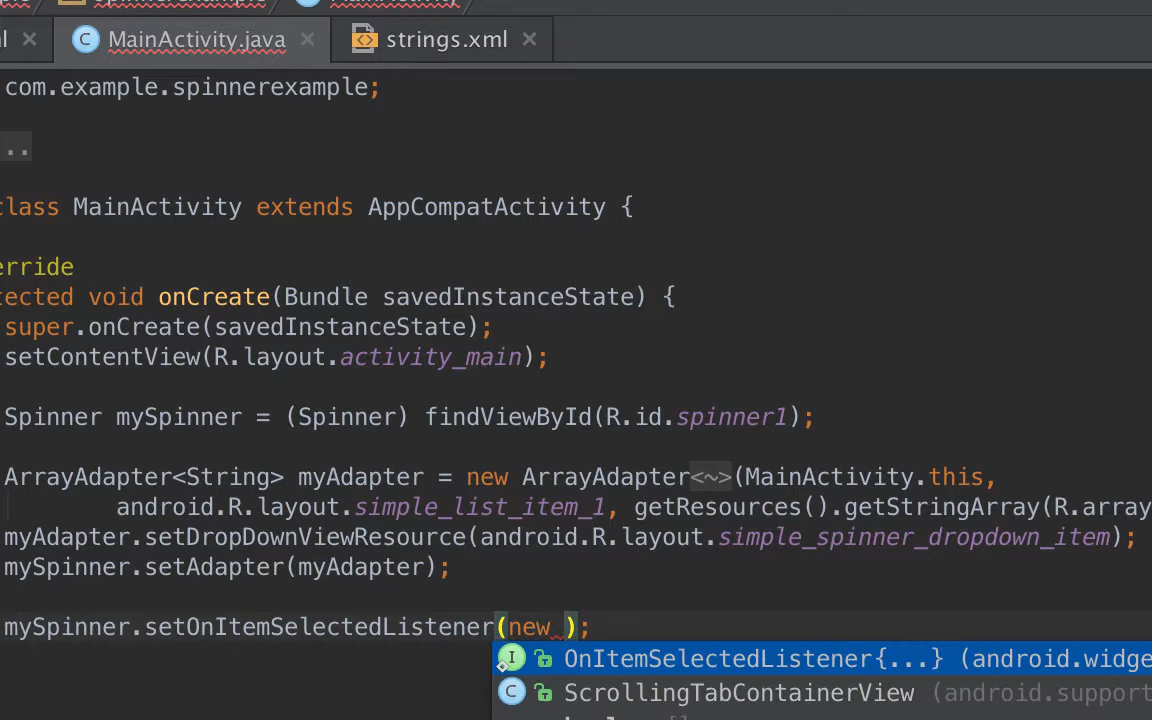 spinnerexample MainActivity
l MainActivity.java strings.xml
com.example.spinnerexample;
..
class MainActivity extends AppCompatActivity {
erride
tected void onCreate(Bundle savedInstanceState) {
super.onCreate(savedInstanceState);
setContentView(R.layout.activity_main);
Spinner mySpinner = (Spinner) findViewById(R.id.spinner1);
ArrayAdapter<String> myAdapter = new ArrayAdapter<~>(MainActivity.this,
android.R.layout.simple_list_item_1, getResources().getStringArray(R.array
myAdapter.setDropDownViewResource(android.R.layout.simple_spinner_dropdown_item);
mySpinner.setAdapter(myAdapter);
mySpinner.setOnItemSelectedListener(new );
I OnItemSelectedListener{...} (android.widge
C ScrollingTabContainerView (android.support